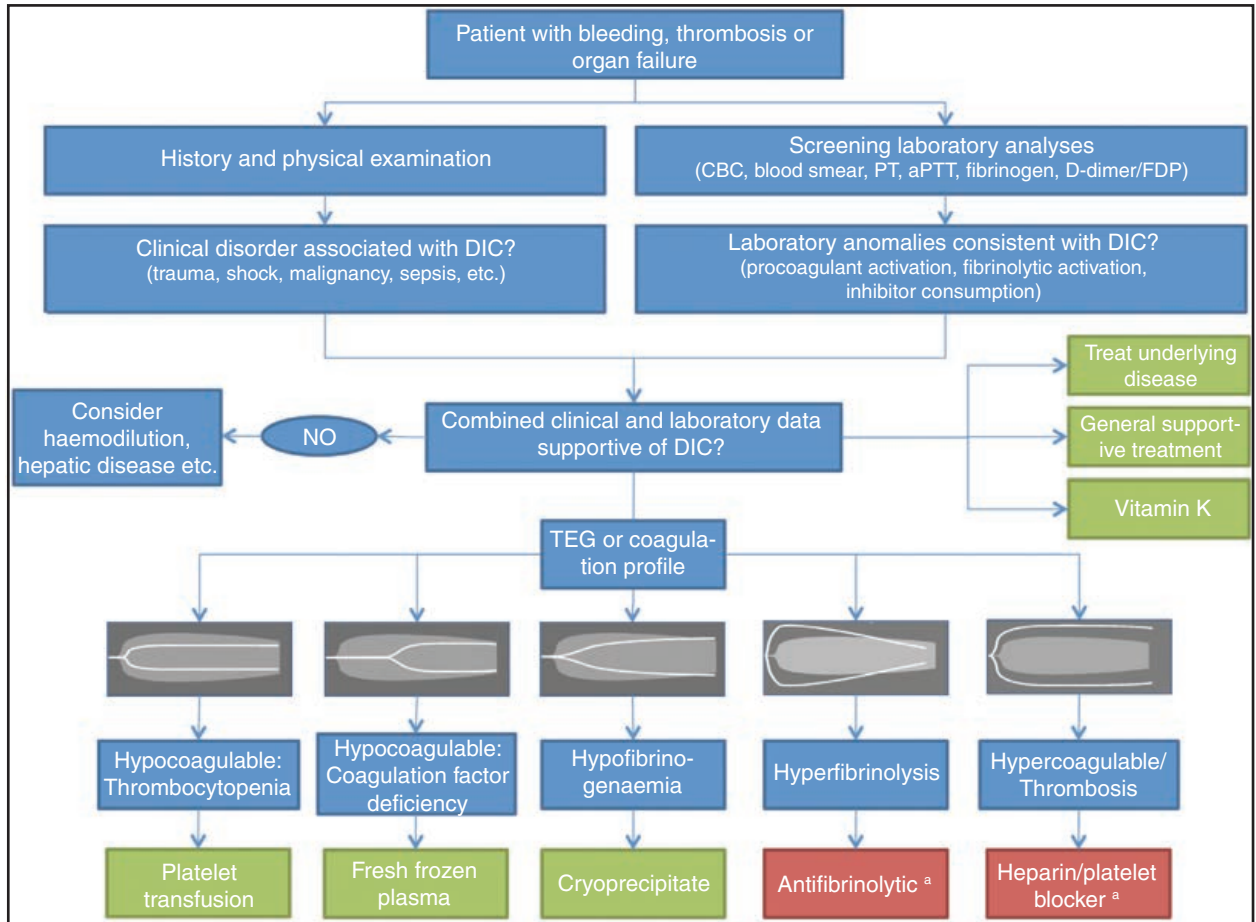 Patient with bleeding, thrombosis or
organ failure
History and physical examination
Screening laboratory analyses
(CBC, blood smear, PT, aPTT, fibrinogen, D-dimer/FDP)
Clinical disorder associated with DIC?
(trauma, shock, malignancy, sepsis, etc.)
Laboratory anomalies consistent with DIC?
(procoagulant activation, fibrinolytic activation,
inhibitor consumption)
Treat underlying
disease
Consider
haemodilution,
hepatic disease etc.
NO
Combined clinical and laboratory data
supportive of DIC?
General support-
ive treatment
Vitamin K
TEG or coagula-
tion profile
Hypocoagulable:
Thrombocytopenia
Hypocoagulable:
Coagulation factor
deficiency
Hypofibrino-
genaemia
Hyperfibrinolysis
Hypercoagulable/
Thrombosis
Platelet
transfusion
Fresh frozen
plasma
Cryoprecipitate
Antifibrinolytic a
Heparin/platelet
blocker a